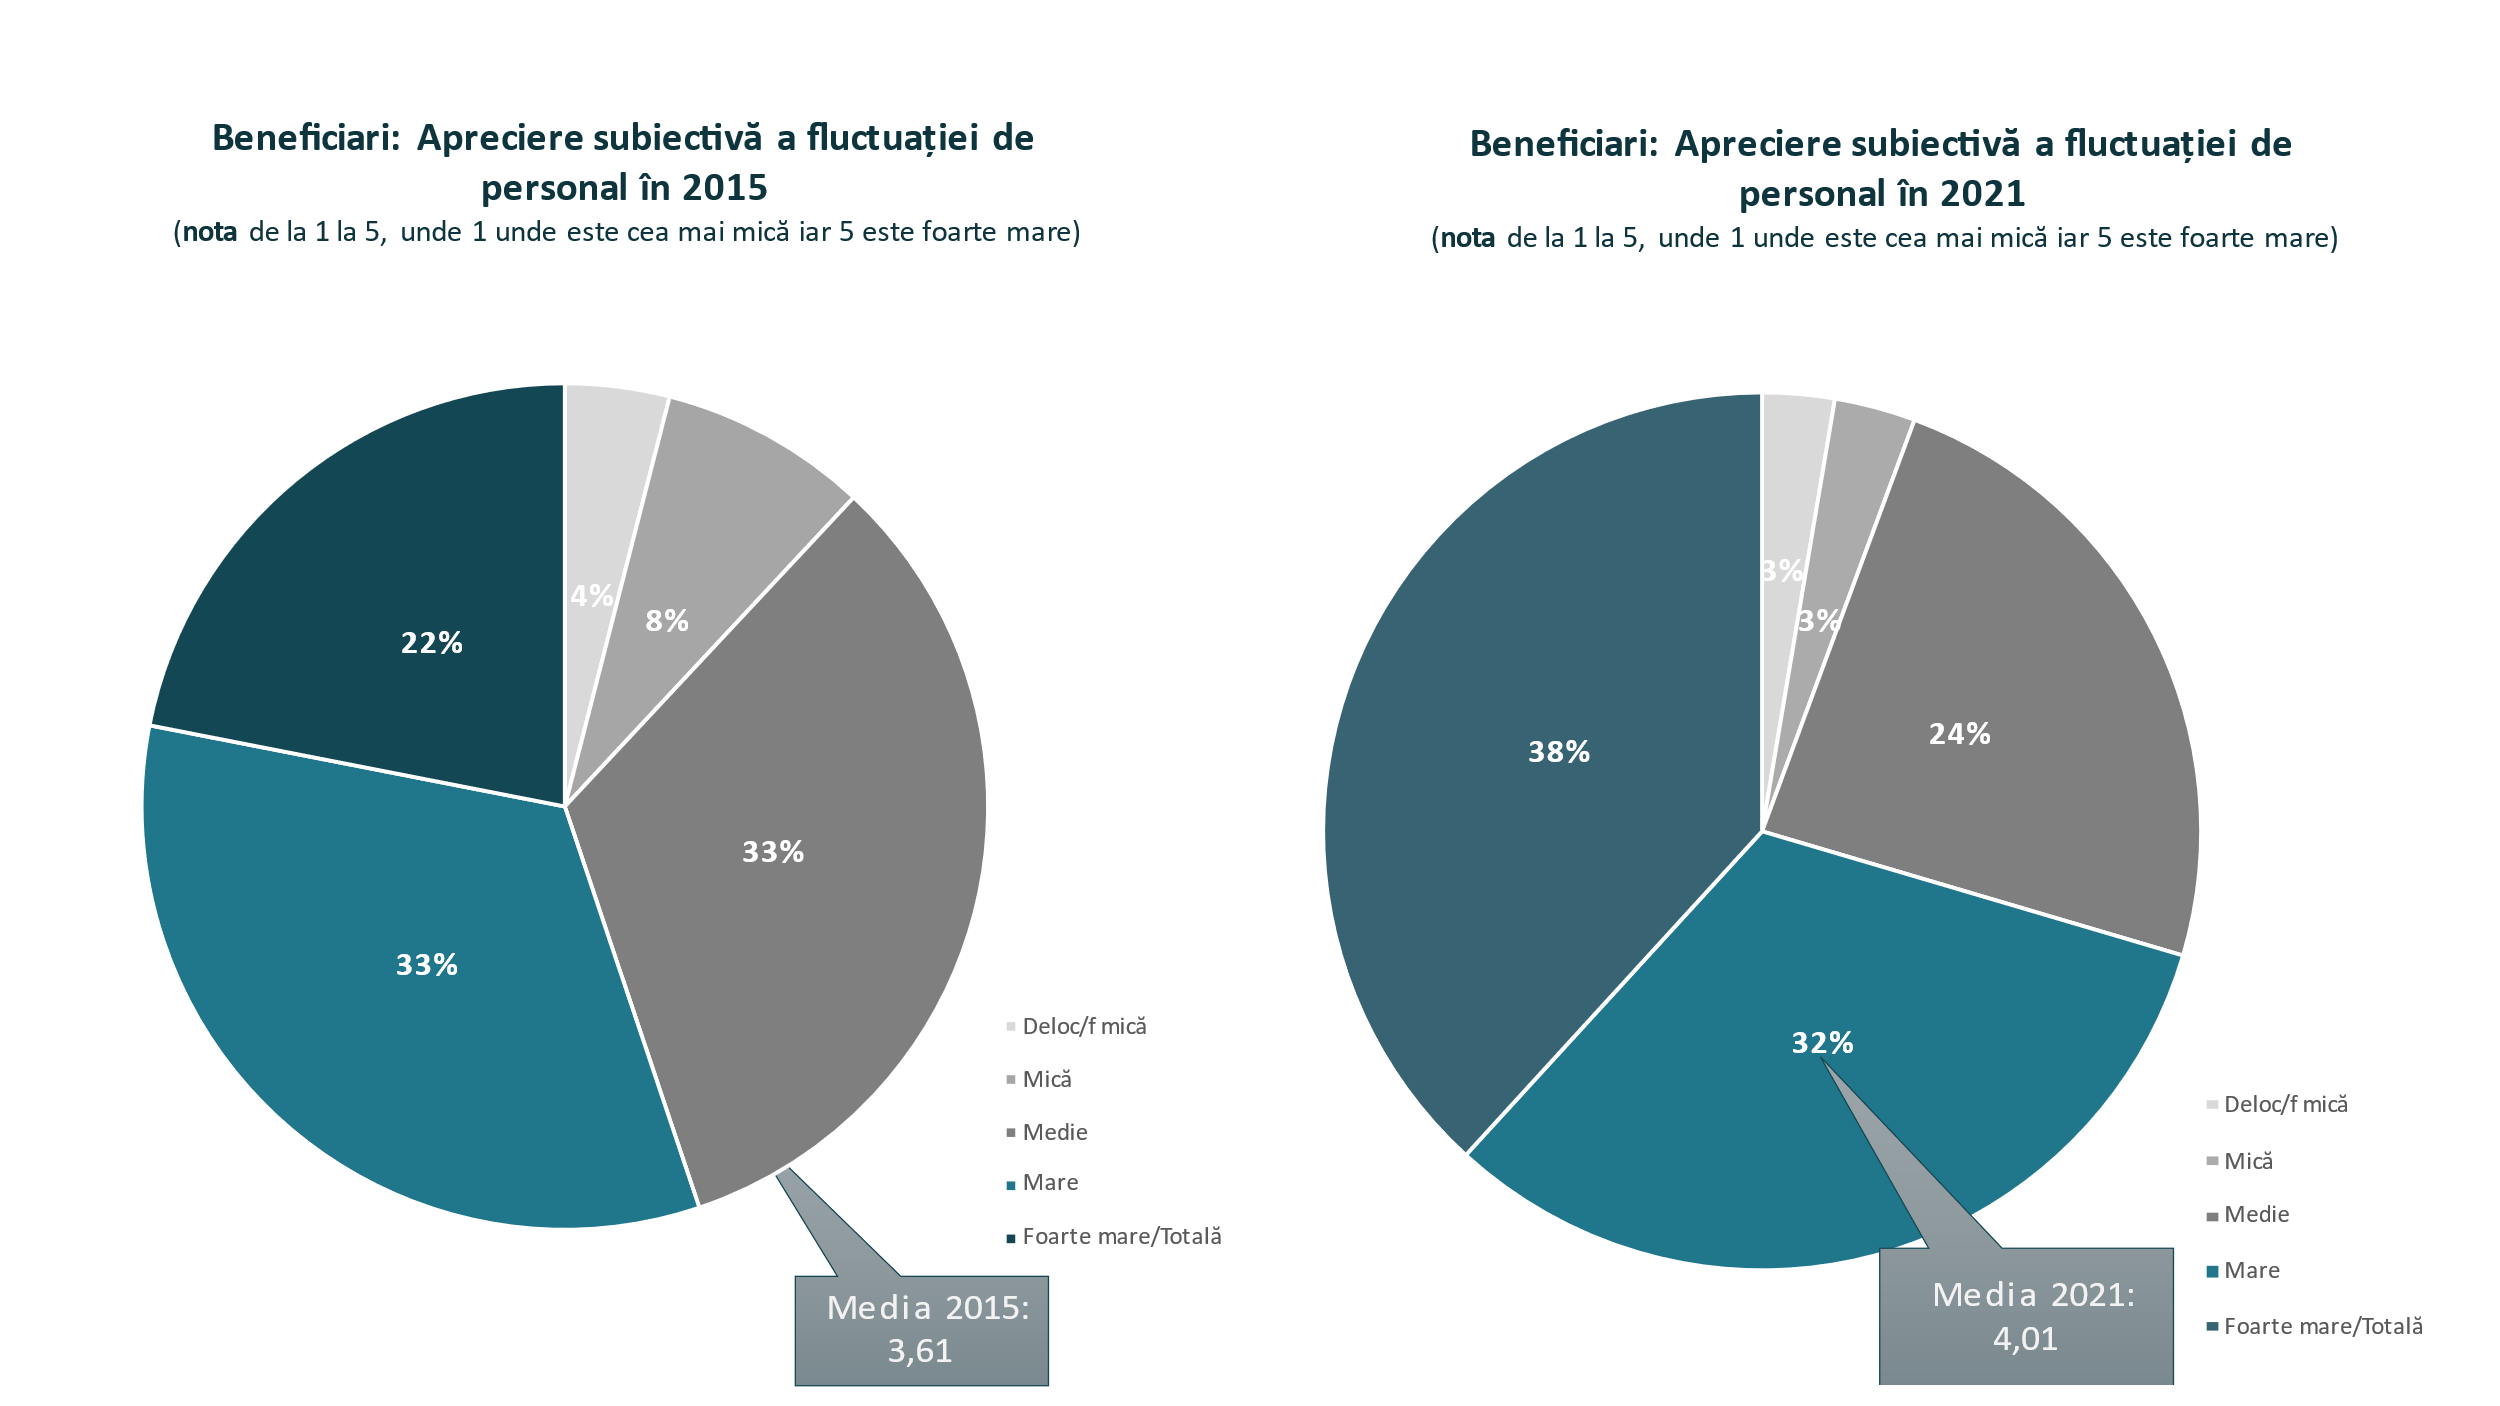 Beneficiari: Apreciere subiectivă a fluctuației de
personal în 2015
(nota de la 1 la 5, unde 1 unde este cea mai mică iar 5 este foarte mare)
4%
8%
22%
33%
33%
Deloc/f mică
Mică
Medie
Mare
Foarte mare/Totală
Media 2015:
3,61
Beneficiari: Apreciere subiectivă a fluctuației de
personal în 2021
(nota de la 1 la 5, unde 1 unde este cea mai mică iar 5 este foarte mare)
3%
3%
24%
38%
32%
Deloc/f mică
Mică
Medie
Mare
Foarte mare/Totală
Media 2021:
4,01